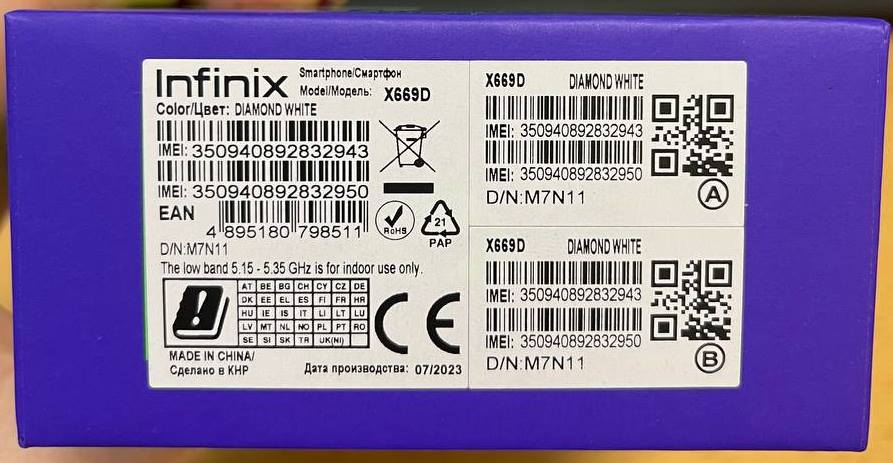 Infinix
Smartphone/Смартфон
Model/Модель: X669D
Color/Цвет: DIAMOND WHITE
IMEI: 350940892832943
IMEI: 350940892832950
EAN
4 895180 798511
RoHS
21
PAP
D/N:M7N11
The low band 5.15 - 5.35 GHz is for indoor use only.
AT BE BG CH CY CZ DE
DK EE EL ES FI FR HR
HU IE IS IT LI LT LU
LV MT NL NO PL PT RO
SE SI SK TR UK(NI)
CE
MADE IN CHINA/
Сделано в КНР
Дата производства: 07/2023
X669D DIAMOND WHITE
IMEI: 350940892832943
IMEI: 350940892832950
D/N:M7N11
A
X669D DIAMOND WHITE
IMEI: 350940892832943
IMEI: 350940892832950
D/N:M7N11
B